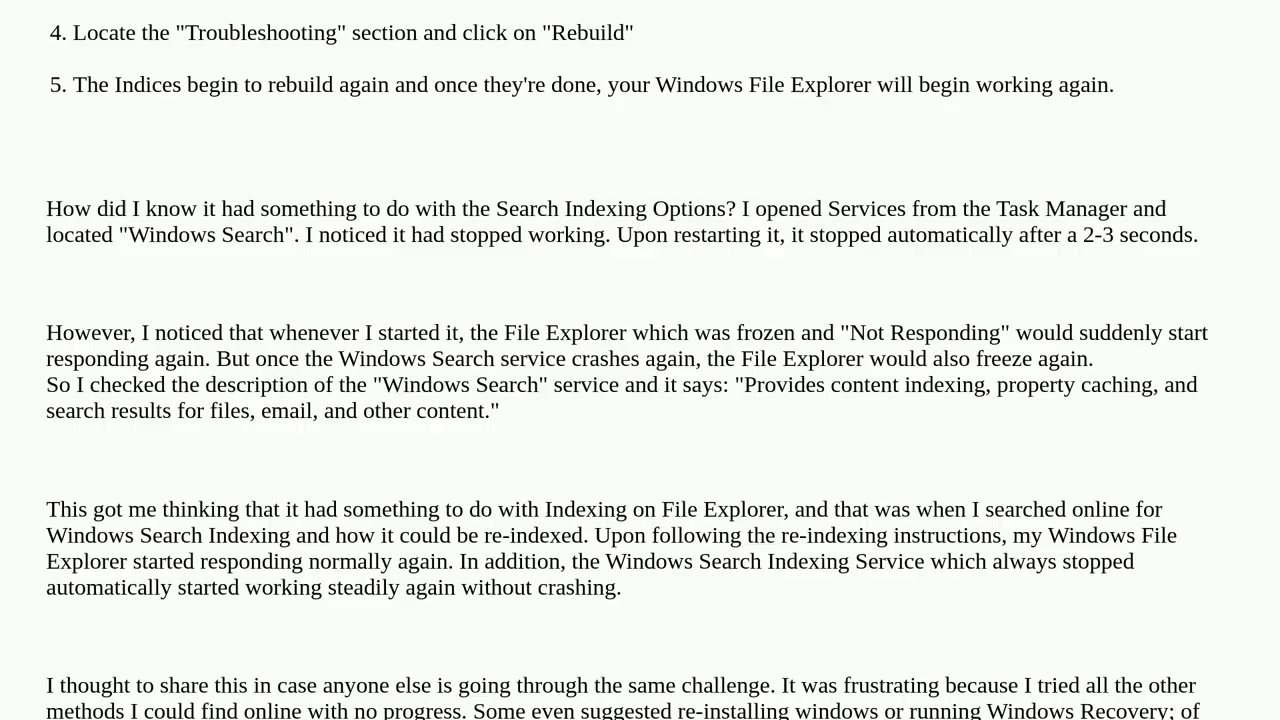 4. Locate the "Troubleshooting" section and click on "Rebuild"
5. The Indices begin to rebuild again and once they're done, your Windows File Explorer will begin working again.
How did I know it had something to do with the Search Indexing Options? I opened Services from the Task Manager and
located "Windows Search". I noticed it had stopped working. Upon restarting it, it stopped automatically after a 2-3 seconds.
However, I noticed that whenever I started it, the File Explorer which was frozen and "Not Responding" would suddenly start
responding again. But once the Windows Search service crashes again, the File Explorer would also freeze again.
So I checked the description of the "Windows Search" service and it says: "Provides content indexing, property caching, and
search results for files, email, and other content."
This got me thinking that it had something to do with Indexing on File Explorer, and that was when I searched online for
Windows Search Indexing and how it could be re-indexed. Upon following the re-indexing instructions, my Windows File
Explorer started responding normally again. In addition, the Windows Search Indexing Service which always stopped
automatically started working steadily again without crashing.
I thought to share this in case anyone else is going through the same challenge. It was frustrating because I tried all the other
methods I could find online with no progress. Some even suggested re-installing windows or running Windows Recovery; of